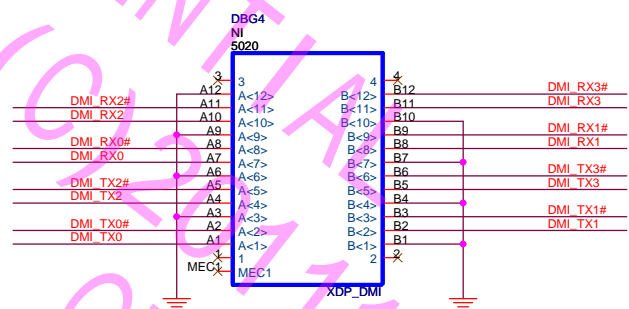 DBG4
NI
5020
3 3 4 4
A12 A<12> B<12> B12 DMI_RX3#
DMI_RX2# A11 A<11> B<11> B11 DMI_RX3
DMI_RX2 A10 A<10> B<10> B10
A9 A<9> B<9> B9 DMI_RX1#
DMI_RX0# A8 A<8> B<8> B8 DMI_RX1
DMI_RX0 A7 A<7> B<7> B7
A6 A<6> B<6> B6 DMI_TX3#
DMI_TX2# A5 A<5> B<5> B5 DMI_TX3
DMI_TX2 A4 A<4> B<4> B4
A3 A<3> B<3> B3 DMI_TX1#
DMI_TX0# A2 A<2> B<2> B2 DMI_TX1
DMI_TX0 A1 A<1> B<1> B1
1 1 2 2
MEC1 MEC1
XDP_DMI
NTIAL
(C)2011